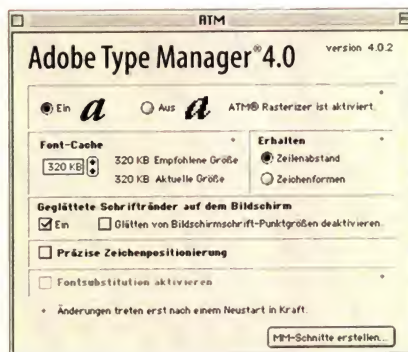 ATM
Adobe Type Manager® 4.0
version 4.0.2
Ein a Aus a ATM® Rasterizer ist aktiviert.
Font-Cache
320 KB
320 KB Empfohlene Größe
320 KB Aktuelle Größe
Erhalten
Zeilenabstand
Zeichenformen
Geglättete Schriftränder auf dem Bildschirm
Ein Glätten von Bildschirmschrift-Punktgrößen deaktivieren.
Präzise Zeichenpositionierung
Fontsubstitution aktivieren
Änderungen treten erst nach einem Neustart in Kraft.
MM-Schnitte erstellen...